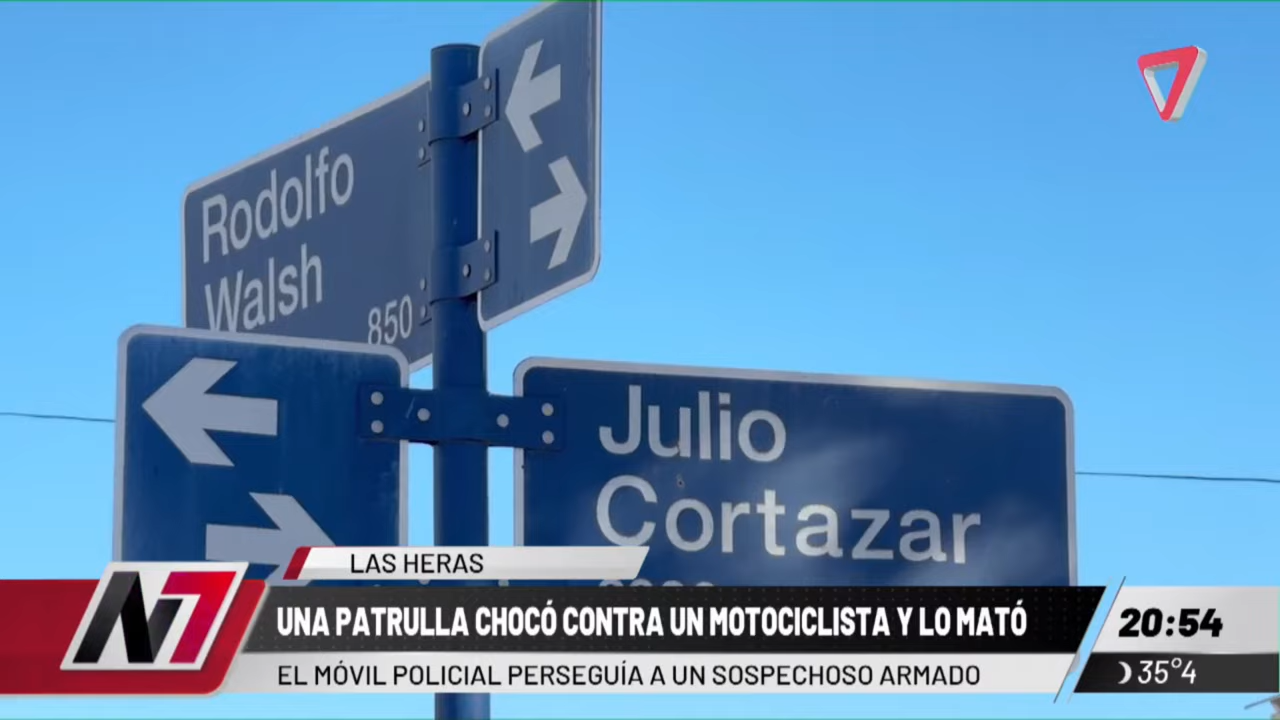 Rodolfo
Walsh
850
Julio
Cortazar
LAS HERAS
N7
UNA PATRULLA CHOCÓ CONTRA UN MOTOCICLISTA Y LO MATÓ
EL MÓVIL POLICIAL PERSEGUÍA A UN SOSPECHOSO ARMADO
20:54
35°4